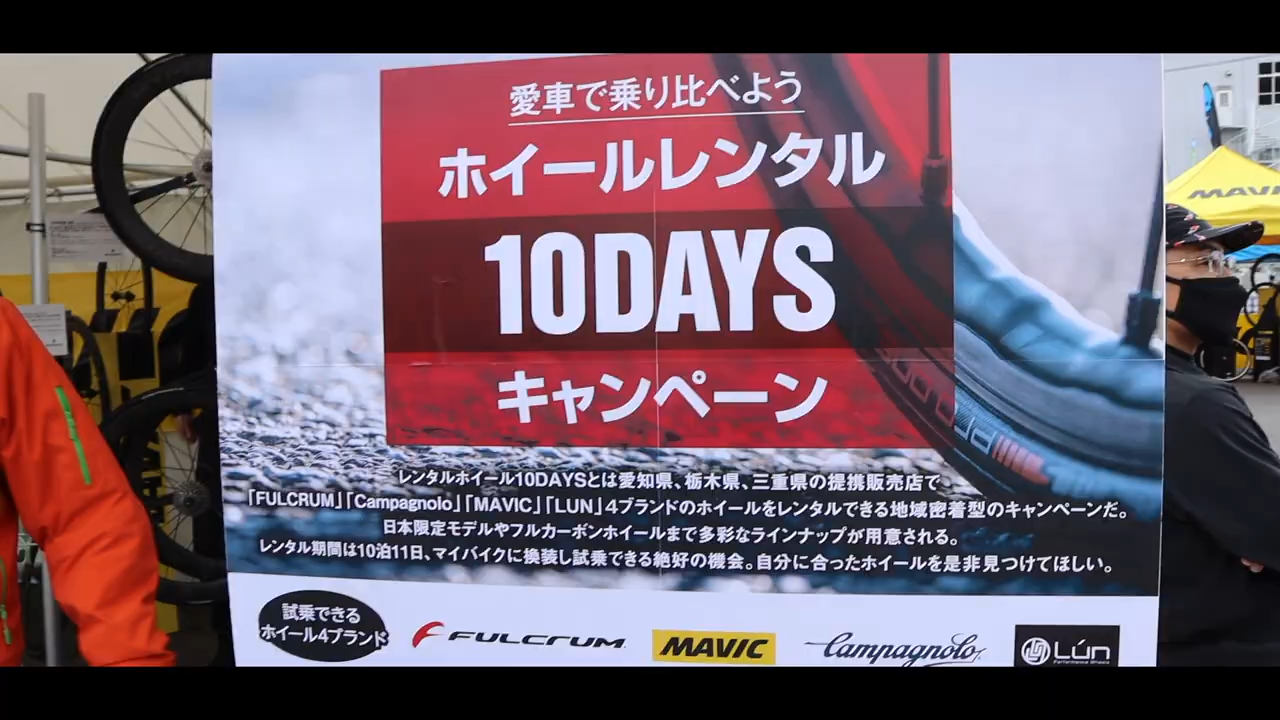 愛車で乗り比べよう
ホイールレンタル
10DAYS
キャンペーン
レンタルホイール10DAYSとは愛知県、栃木県、三重県の提携販売店で
「FULCRUM」「Campagnolo」「MAVIC」「LUN」4ブランドのホイールをレンタルできる地域密着型のキャンペーンだ。
日本限定モデルやフルカーボンホイールまで多彩なラインナップが用意される。
レンタル期間は10泊11日、マイバイクに換装し試乗できる絶好の機会。自分に合ったホイールを是非見つけてほしい。
試乗できる
ホイール4ブランド
FULCRUM
MAVIC
Campagnolo
Lún
Performance Wheels
MAVIC